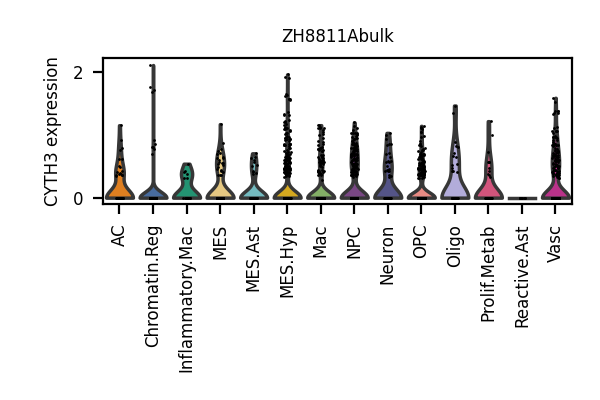 ZH8811Abulk
CYTH3 expression
2
0
AC
Chromatin.Reg
Inflammatory.Mac
MES
MES.Ast
MES.Hyp
Mac
NPC
Neuron
OPC
Oligo
Prolif.Metab
Reactive.Ast
Vasc